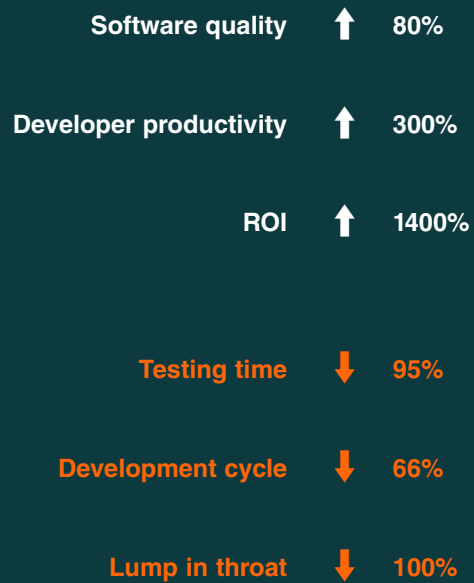 Software quality ⬆ 80%
Developer productivity ⬆ 300%
ROI ⬆ 1400%
Testing time ⬇ 95%
Development cycle ⬇ 66%
Lump in throat ⬇ 100%